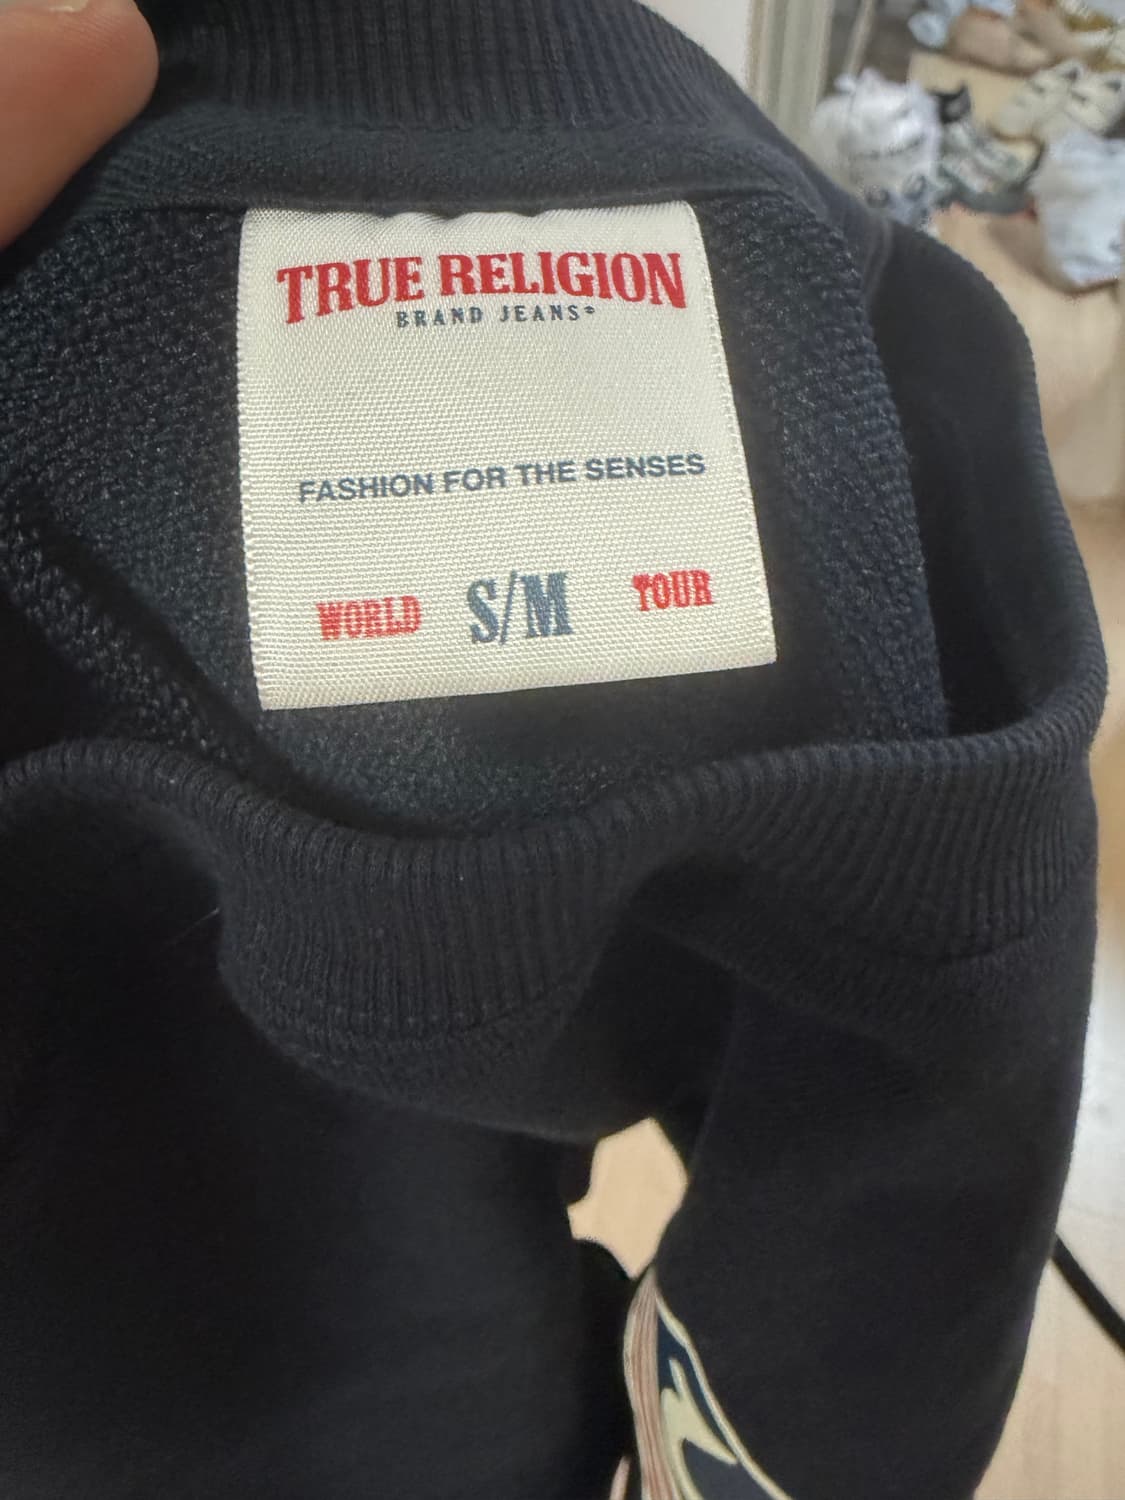 TRUE RELIGION
BRAND JEANS®
FASHION FOR THE SENSES
WORLD S/M TOUR